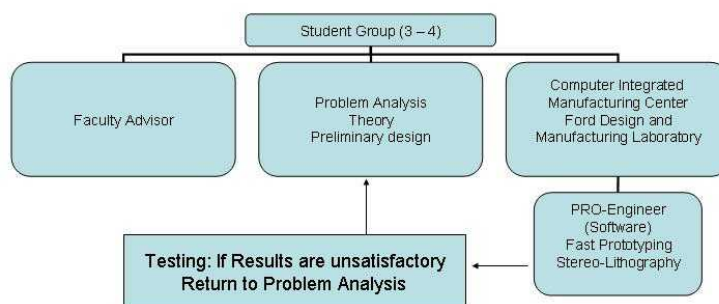 Student Group (3 – 4)
Faculty Advisor
Problem Analysis
Theory
Preliminary design
Computer Integrated
Manufacturing Center
Ford Design and
Manufacturing Laboratory
PRO-Engineer
(Software)
Fast Prototyping
Stereo-Lithography
Testing: If Results are unsatisfactory
Return to Problem Analysis